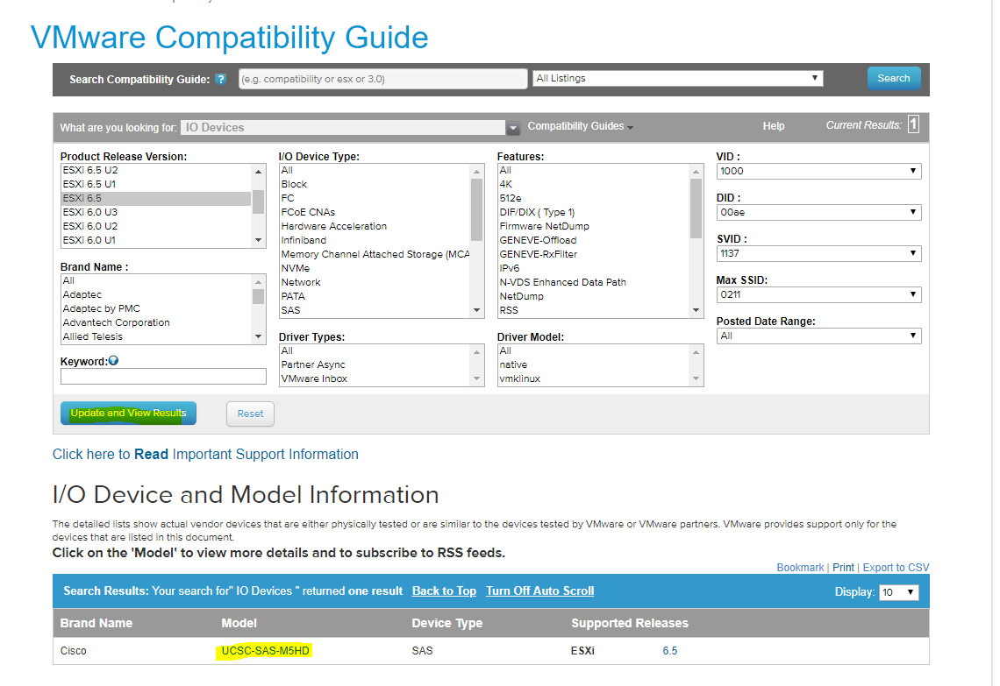 VMware Compatibility Guide
Search Compatibility Guide: ? (e.g. compatibility or esx or 3.0) All Listings Search
What are you looking for: IO Devices Compatibility Guides Help Current Results: 1
Product Release Version:
ESXi 6.5 U2
ESXi 6.5 U1
ESXi 6.5
ESXi 6.0 U3
ESXi 6.0 U2
ESXi 6.0 U1
Brand Name :
All
Adaptec
Adaptec by PMC
Advantech Corporation
Allied Telesis
Keyword:
I/O Device Type:
All
Block
FC
FCoE CNAs
Hardware Acceleration
Infiniband
Memory Channel Attached Storage (MCA
NVMe
Network
PATA
SAS
Driver Types:
All
Partner Async
VMware Inbox
Features:
All
4K
512e
DIF/DIX ( Type 1)
Firmware NetDump
GENEVE-Offload
GENEVE-RxFilter
IPv6
N-VDS Enhanced Data Path
NetDump
RSS
Driver Model:
All
native
vmklinux
VID :
1000
DID :
00ae
SVID :
1137
Max SSID:
0211
Posted Date Range:
All
Update and View Results Reset
Click here to Read Important Support Information
I/O Device and Model Information
The detailed lists show actual vendor devices that are either physically tested or are similar to the devices tested by VMware or VMware partners. VMware provides support only for the
devices that are listed in this document.
Click on the 'Model' to view more details and to subscribe to RSS feeds.
Bookmark | Print | Export to CSV
Search Results: Your search for" IO Devices " returned one result Back to Top Turn Off Auto Scroll Display: 10
Brand Name Model Device Type Supported Releases
Cisco UCSC-SAS-M5HD SAS ESXi 6.5